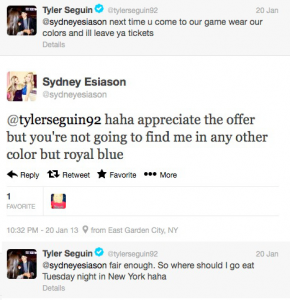 Tyler Seguin @tylerseguin92 20 Jan
@sydneyesiason next time u come to our game wear our
colors and ill leave ya tickets
Details
Sydney Esiason
@sydneyesiason
@tylerseguin92 haha appreciate the offer
but you're not going to find me in any other
color but royal blue
Reply Retweet Favorite More
1
FAVORITE
10:32 PM - 20 Jan 13 from East Garden City, NY
Tyler Seguin @tylerseguin92 20 Jan
@sydneyesiason fair enough. So where should I go eat
Tuesday night in New York haha
Details